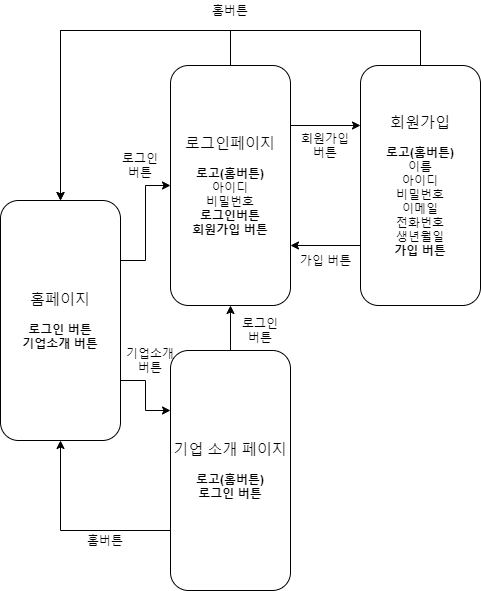 홈버튼
로그인페이지
로고(홈버튼)
아이디
비밀번호
로그인버튼
회원가입 버튼
회원가입
버튼
회원가입
로고(홈버튼)
이름
아이디
비밀번호
이메일
전화번호
생년월일
가입 버튼
로그인
버튼
가입 버튼
홈페이지
로그인 버튼
기업소개 버튼
로그인
버튼
기업소개
버튼
기업 소개 페이지
로고(홈버튼)
로그인 버튼
홈버튼